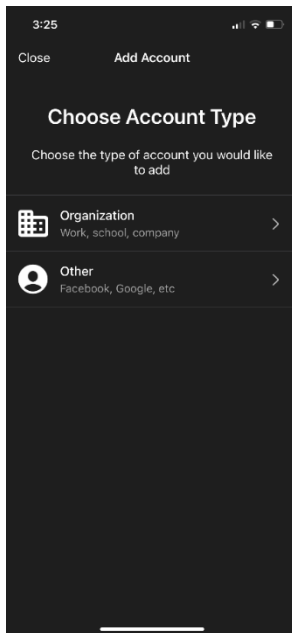 3:25
Close Add Account
Choose Account Type
Choose the type of account you would like
to add
Organization
Work, school, company
Other
Facebook, Google, etc